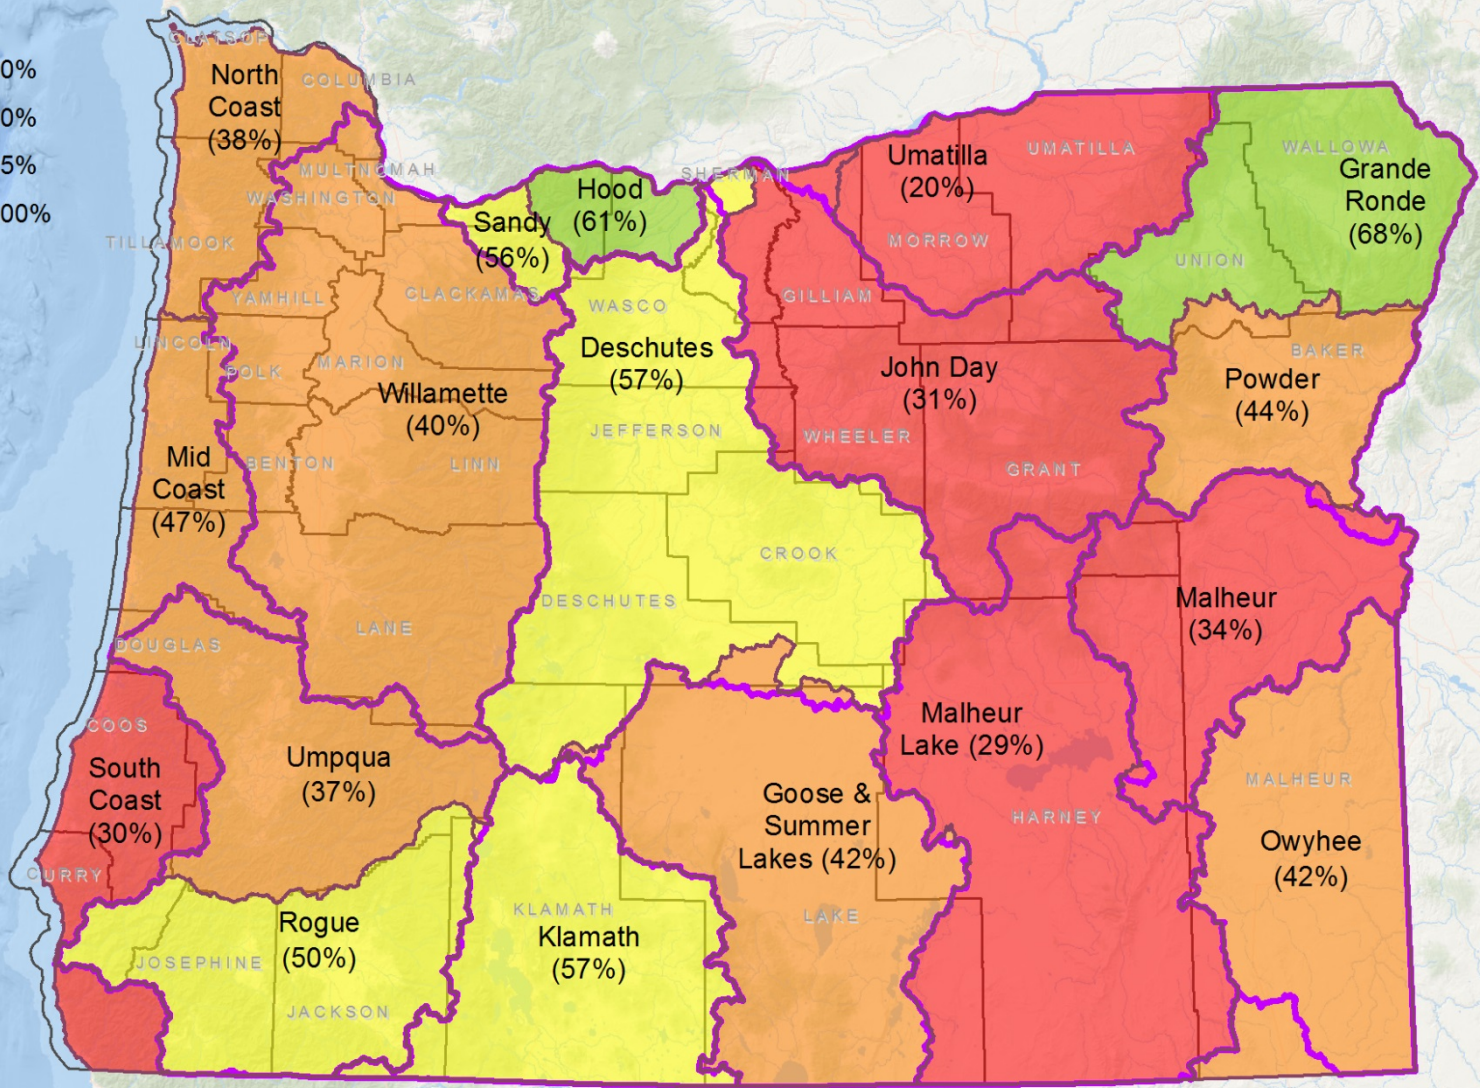 0%
0%
5%
00%
CLATSOP
North
Coast
(38%)
COLUMBIA
MULTNOMAH
WASHINGTON
TILLAMOOK
YAMHILL
CLACKAMAS
Sandy
(56%)
Hood
(61%)
SHERMAN
Umatilla
(20%)
UMATILLA
MORROW
WALLOWA
Grande
Ronde
(68%)
UNION
GILLIAM
WASCO
Deschutes
(57%)
LINCOLN
POLK
MARION
Willamette
(40%)
John Day
(31%)
BAKER
Powder
(44%)
JEFFERSON
WHEELER
GRANT
Mid
Coast
(47%)
BENTON
LINN
CROOK
DESCHUTES
LANE
DOUGLAS
Malheur
(34%)
COOS
South
Coast
(30%)
Umpqua
(37%)
Malheur
Lake (29%)
Goose &
Summer
Lakes (42%)
HARNEY
MALHEUR
Owyhee
(42%)
CURRY
Rogue
(50%)
JOSEPHINE
JACKSON
KLAMATH
Klamath
(57%)
LAKE